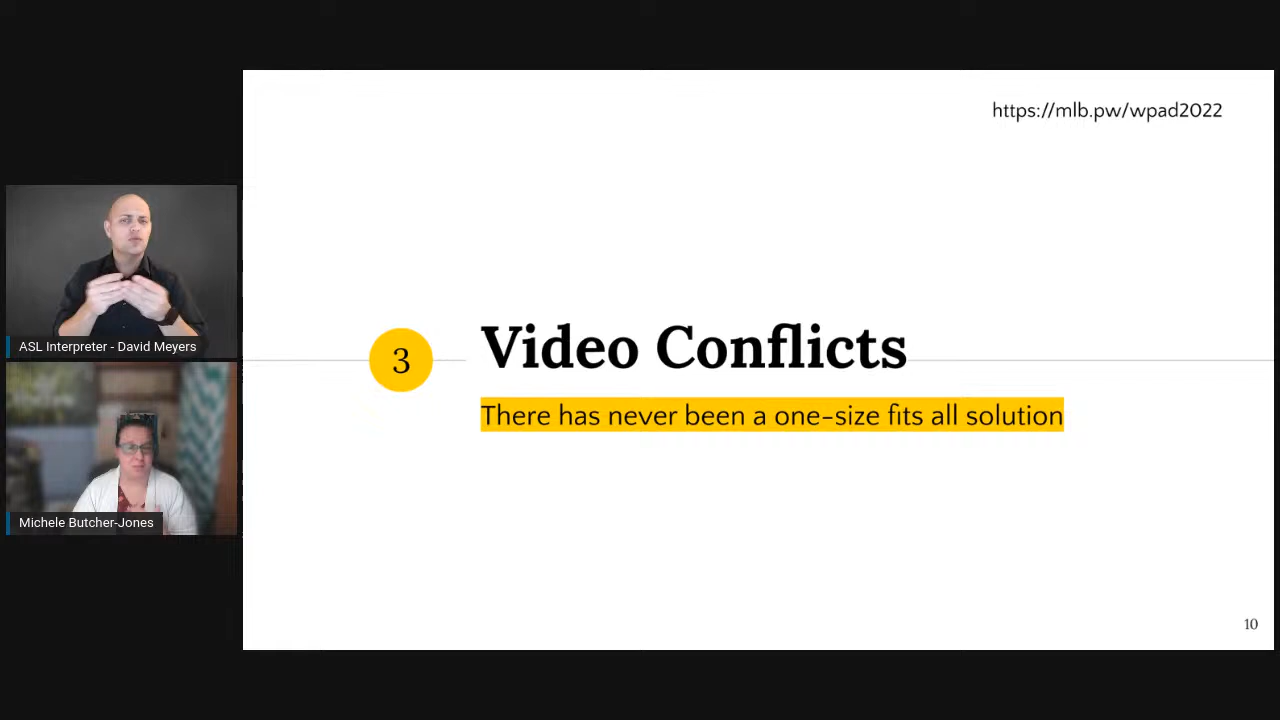 https://mlb.pw/wpad2022
ASL Interpreter - David Meyers
Michele Butcher-Jones
3
Video Conflicts
There has never been a one-size fits all solution
10